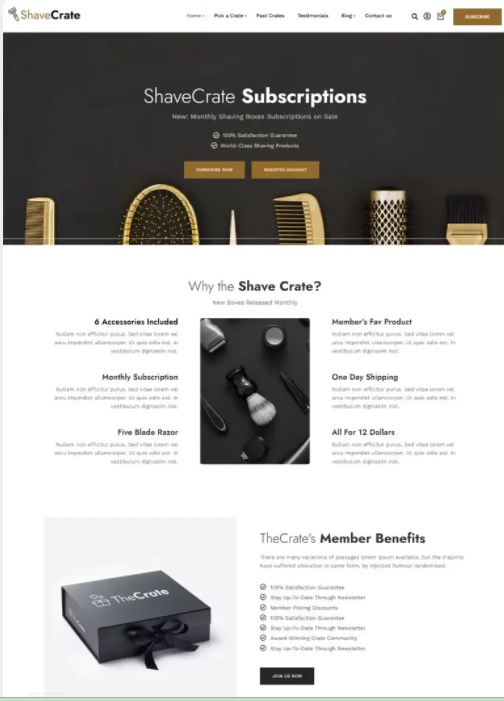 ShaveCrate
Home Pick a Crate Past Crates Testimonials Blog Contact us
SUBSCRIBE
ShaveCrate Subscriptions
New: Monthly Shaving Boxes Subscriptions on Sale
100% Satisfaction Guarantee
World-Class Shaving Products
SUBSCRIBE NOW REGISTER ACCOUNT
Why the Shave Crate?
New Boxes Released Monthly
6 Accessories Included
Nullam non efficitur purus. Sed vitae lorem vel
arcu imperdiet ullamcorper. Ut quis odio est. In
vestibulum dignissim nisl.
Monthly Subscription
Nullam non efficitur purus. Sed vitae lorem vel
arcu imperdiet ullamcorper. Ut quis odio est. In
vestibulum dignissim nisl.
Five Blade Razor
Nullam non efficitur purus. Sed vitae lorem vel
arcu imperdiet ullamcorper. Ut quis odio est. In
vestibulum dignissim nisl.
Member's Fav Product
Nullam non efficitur purus. Sed vitae lorem vel
arcu imperdiet ullamcorper. Ut quis odio est. In
vestibulum dignissim nisl.
One Day Shipping
Nullam non efficitur purus. Sed vitae lorem vel
arcu imperdiet ullamcorper. Ut quis odio est. In
vestibulum dignissim nisl.
All For 12 Dollars
Nullam non efficitur purus. Sed vitae lorem vel
arcu imperdiet ullamcorper. Ut quis odio est. In
vestibulum dignissim nisl.
TheCrate
TheCrate's Member Benefits
There are many variations of passages lorem ipsum available, but the majority
have suffered alteration in some form, by injected humour randomised.
100% Satisfaction Guarantee
Stay Up-To-Date Through Newsletter
Member Pricing Discounts
100% Satisfaction Guarantee
Stay Up-To-Date Through Newsletter
Award-Winning Crate Community
Stay Up-To-Date Through Newsletter
JOIN US NOW